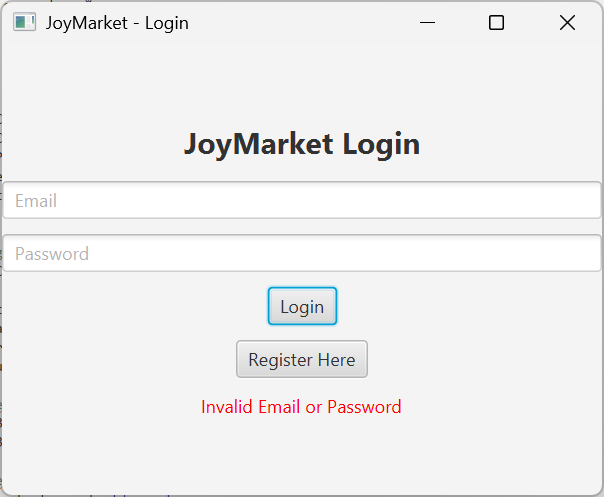 JoyMarket - Login
JoyMarket Login
Email
Password
Login
Register Here
Invalid Email or Password